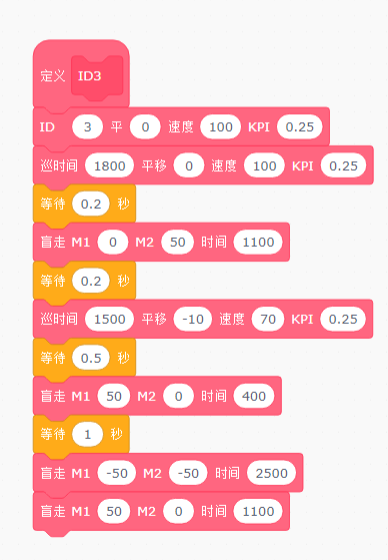 定义 ID3
ID 3 平 0 速度 100 KPI 0.25
巡时间 1800 平移 0 速度 100 KPI 0.25
等待 0.2 秒
盲走 M1 0 M2 50 时间 1100
等待 0.2 秒
巡时间 1500 平移 -10 速度 70 KPI 0.25
等待 0.5 秒
盲走 M1 50 M2 0 时间 400
等待 1 秒
盲走 M1 -50 M2 -50 时间 2500
盲走 M1 50 M2 0 时间 1100